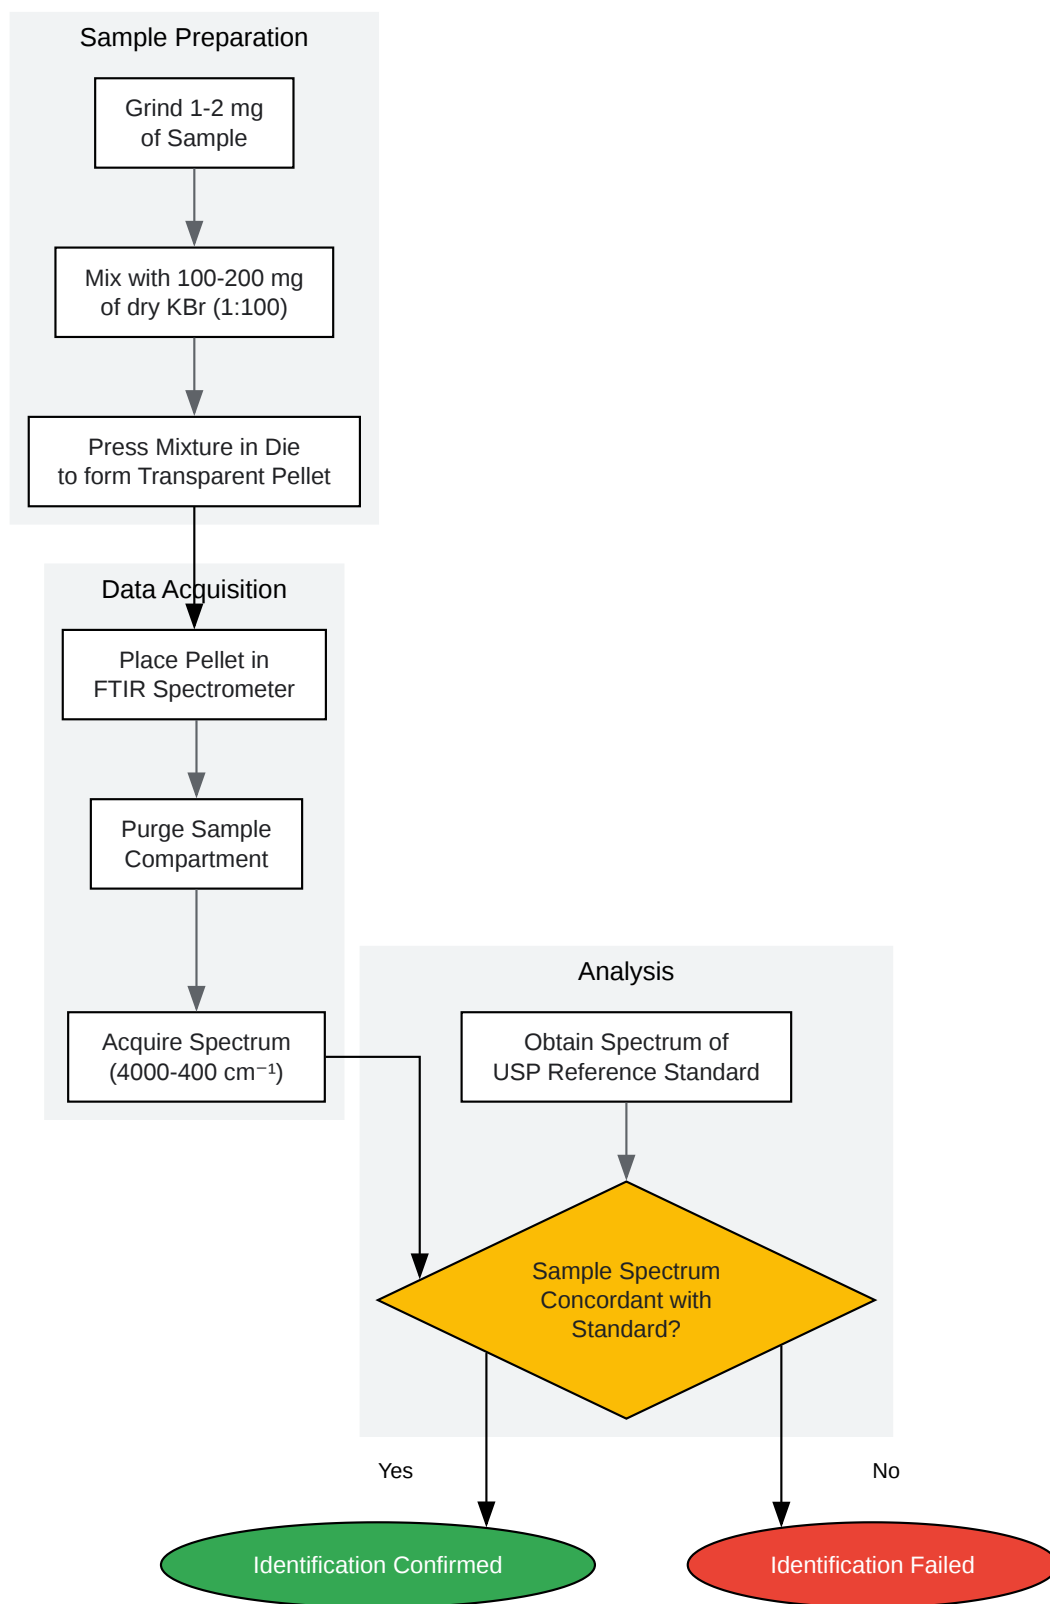 Sample Preparation
Grind 1-2 mg
of Sample
Mix with 100-200 mg
of dry KBr (1:100)
Press Mixture in Die
to form Transparent Pellet
Data Acquisition
Place Pellet in
FTIR Spectrometer
Purge Sample
Compartment
Acquire Spectrum
(4000-400 cm⁻¹)
Analysis
Obtain Spectrum of
USP Reference Standard
Sample Spectrum
Concordant with
Standard?
Yes
No
Identification Confirmed
Identification Failed